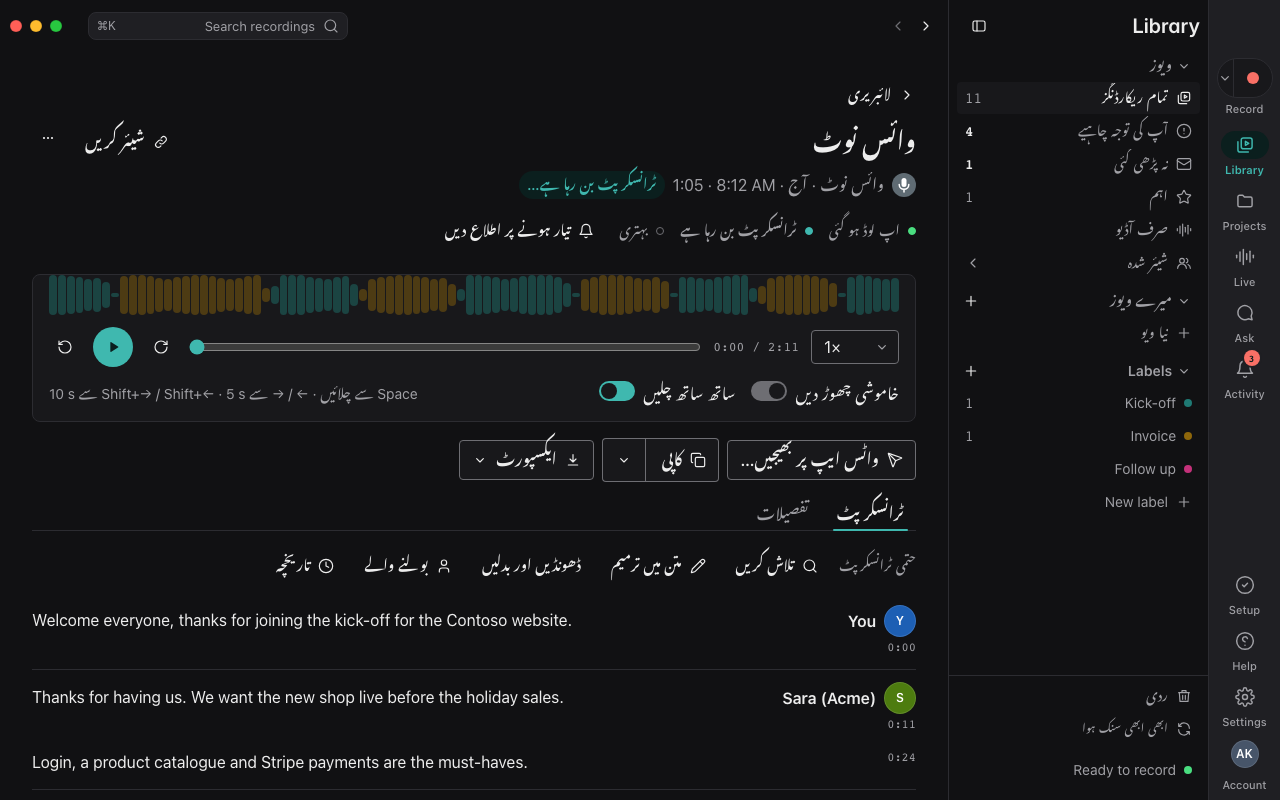 ⌘K Search recordings
Library
ویوز
تمام ریکارڈنگز 11
آپ کی توجہ چاہیے 4
نہ پڑھی گئی 1
اہم 1
صرف آڈیو
شیئر شدہ
میرے ویوز
نیا ویو
Labels
Kick-off 1
Invoice 1
Follow up
New label
ردی
ابھی ابھی سنک ہوا
Ready to record
Record
Library
Projects
Live
Ask
3
Activity
Setup
Help
Settings
AK
Account
لائبریری
وائس نوٹ
شیئر کریں
...
وائس نوٹ · آج · 8:12 AM · 1:05 ٹرانسکرپٹ بن رہا ہے...
اپ لوڈ ہو گئی ٹرانسکرپٹ بن رہا ہے بہتری تیار ہونے پر اطلاع دیں
0:00 / 2:11 1×
خاموشی چھوڑ دیں ساتھ ساتھ چلیں
Space سے چلائیں · ← / → سے 5 s · Shift+← / Shift+→ سے 10 s
واٹس ایپ پر بھیجیں... کاپی ایکسپورٹ
ٹرانسکرپٹ تفصیلات
حتمی ٹرانسکرپٹ تلاش کریں متن میں ترمیم ڈھونڈیں اور بدلیں بولنے والے تاریخچہ
Y You
0:00
Welcome everyone, thanks for joining the kick-off for the Contoso website.
S Sara (Acme)
0:11
Thanks for having us. We want the new shop live before the holiday sales.
0:24
Login, a product catalogue and Stripe payments are the must-haves.